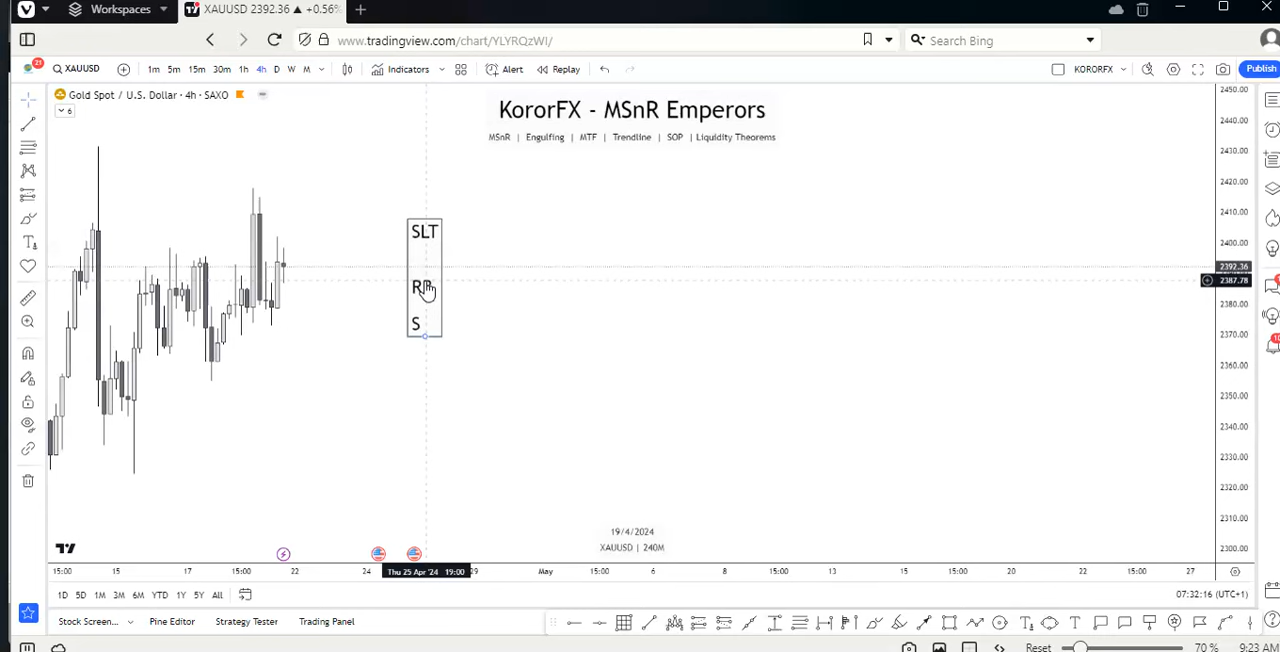 Workspaces
XAUUSD 2392.36 ▲ +0.56%
www.tradingview.com/chart/YLYRQzWI/
Search Bing
21
XAUUSD
1m 5m 15m 30m 1h 4h D W M
Indicators
Alert
Replay
KORORFX
Publish
Gold Spot / U.S. Dollar · 4h · SAXO
6
KororFX - MSnR Emperors
MSnR | Engulfing | MTF | Trendline | SOP | Liquidity Theorems
SLT
S
2450.00
2440.00
2430.00
2420.00
2410.00
2400.00
2392.36
2387.78
2380.00
2370.00
2360.00
2350.00
2340.00
2330.00
2320.00
2310.00
2300.00
19/4/2024
XAUUSD | 240M
15:00 15 17 15:00 22 24 Thu 25 Apr '24 19:00 29 May 15:00 6 8 15:00 13 15 15:00 20 22 15:00 27
1D 5D 1M 3M 6M YTD 1Y 5Y All
07:32:16 (UTC+1)
Stock Screen...
Pine Editor
Strategy Tester
Trading Panel
Reset
70 %
9:23 AM